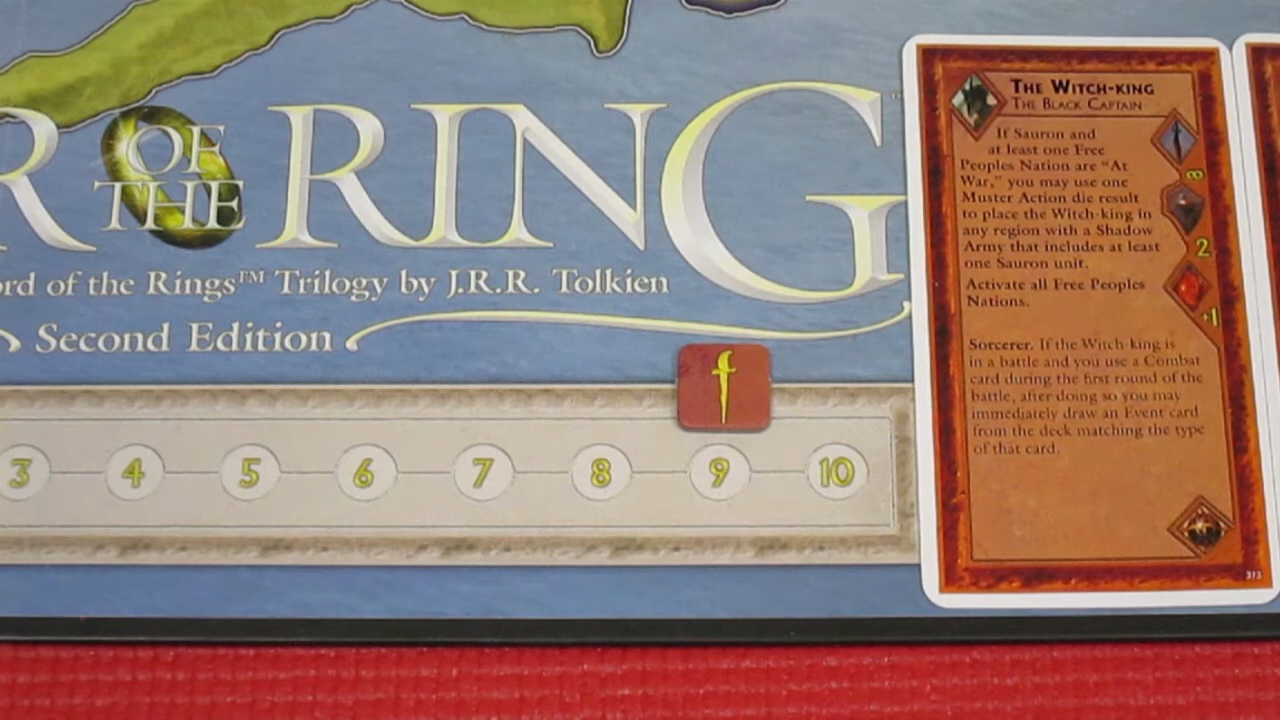 R OF THE RING
ord of the Rings™ Trilogy by J.R.R. Tolkien
Second Edition
3 4 5 6 7 8 9 10
THE WITCH-KING
THE BLACK CAPTAIN
If Sauron and
at least one Free
Peoples Nation are "At
War," you may use one
Muster Action die result
to place the Witch-king in
any region with a Shadow
Army that includes at least
one Sauron unit.
Activate all Free Peoples
Nations.
∞
2
+1
Sorcerer. If the Witch-king is
in a battle and you use a Combat
card during the first round of the
battle, after doing so you may
immediately draw an Event card
from the deck matching the type
of that card.
3/3